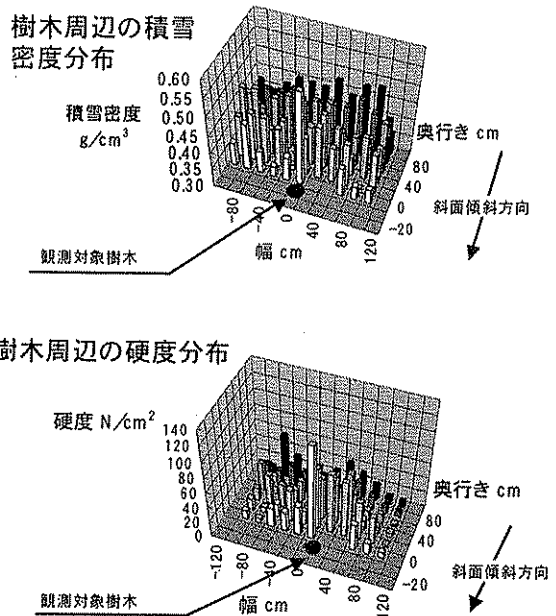 樹木周辺の積雪
密度分布
積雪密度
g/cm³
0.60
0.55
0.50
0.45
0.40
0.35
0.30
-80
-40
0
40
80
120
幅 cm
奥行き cm
80
40
0
-20
斜面傾斜方向
観測対象樹木
樹木周辺の硬度分布
硬度 N/cm²
140
120
100
80
60
40
20
0
-120
-80
-40
0
40
80
120
幅 cm
奥行き cm
80
40
0
-20
斜面傾斜方向
観測対象樹木